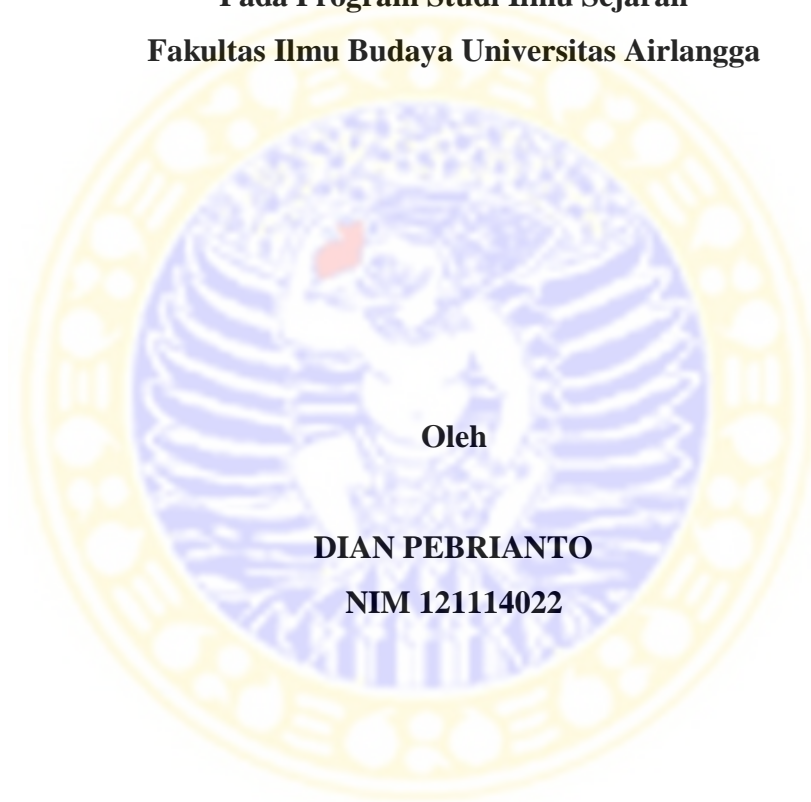 Pada Program Studi Ilmu Sejarah
Fakultas Ilmu Budaya Universitas Airlangga
Oleh
DIAN PEBRIANTO
NIM 121114022